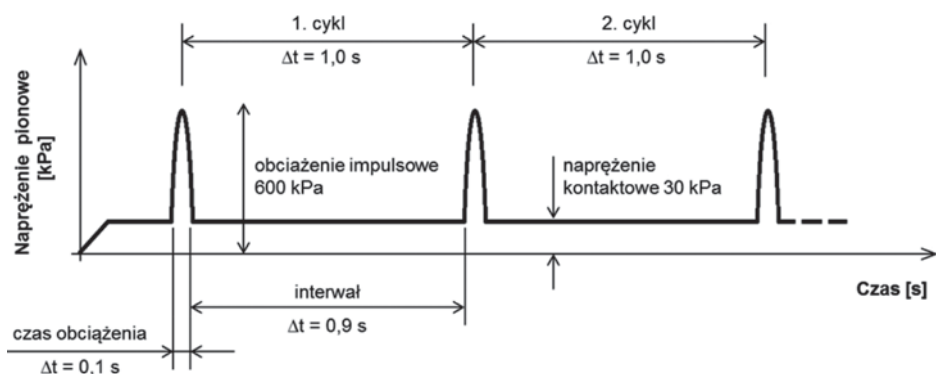 1. cykl
Δt = 1,0 s
2. cykl
Δt = 1,0 s
Naprężenie pionowe
[kPa]
obciażenie impulsowe
600 kPa
naprężenie
kontaktowe 30 kPa
Czas [s]
interwał
Δt = 0,9 s
czas obciążenia
Δt = 0,1 s